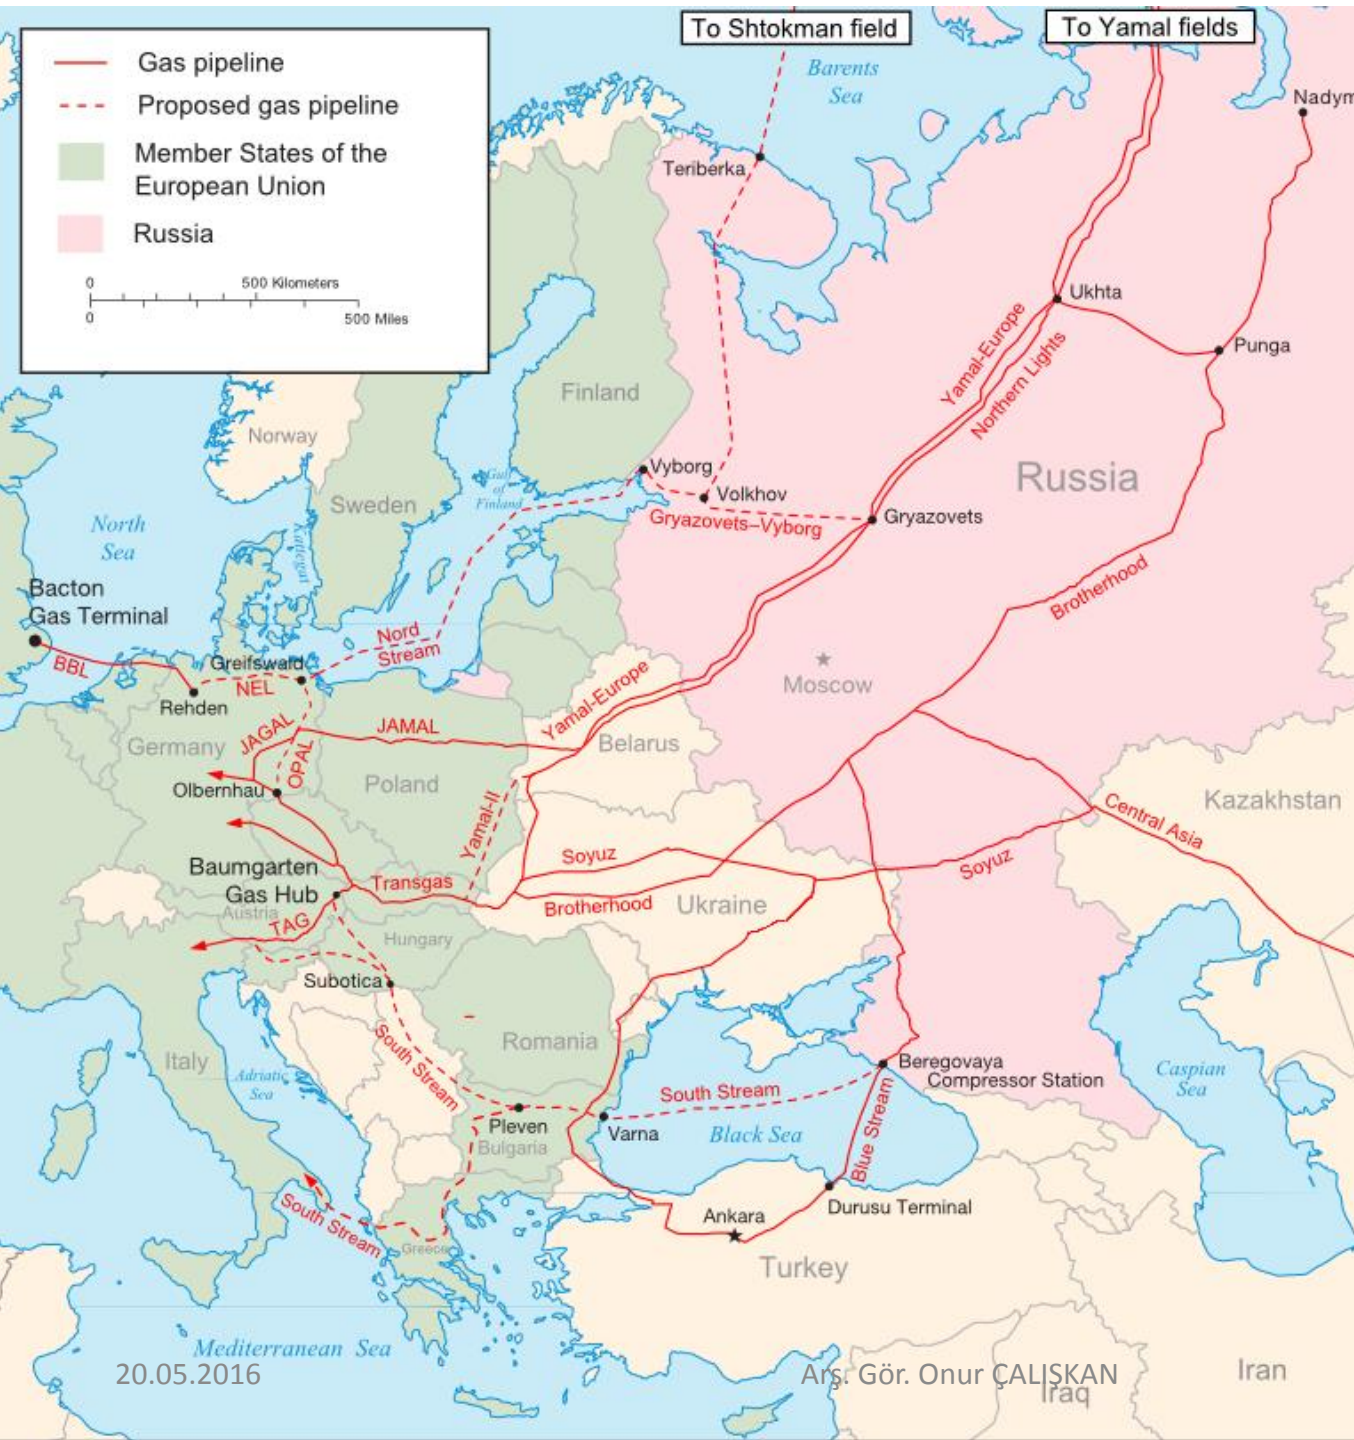 To Shtokman field
To Yamal fields
Gas pipeline
Proposed gas pipeline
Member States of the
European Union
Russia
0
500 Kilometers
0
500 Miles
Barents
Sea
Nadym
Teriberka
Ukhta
Yamal-Europe
Northern Lights
Punga
Finland
Norway
Sweden
Gulf
of
Finland
Vyborg
Volkhov
Gryazovets–Vyborg
Gryazovets
Russia
North
Sea
Kattegat
Bacton
Gas Terminal
BBL
Greifswald
NEL
Rehden
Nord
Stream
Brotherhood
Moscow
Yamal-Europe
Belarus
JAMAL
JAGAL
OPAL
Germany
Poland
Olbernhau
Yamal-II
Kazakhstan
Central Asia
Soyuz
Soyuz
Baumgarten
Gas Hub
Transgas
Brotherhood
Ukraine
Austria
TAG
Hungary
Subotica
Romania
South Stream
Italy
Adriatic
Sea
Beregovaya
Compressor Station
Caspian
Sea
South Stream
Pleven
Bulgaria
Varna
Black Sea
Blue Stream
Durusu Terminal
Ankara
South Stream
Greece
Turkey
Mediterranean Sea
20.05.2016
Arş. Gör. Onur ÇALIŞKAN
Iraq
Iran